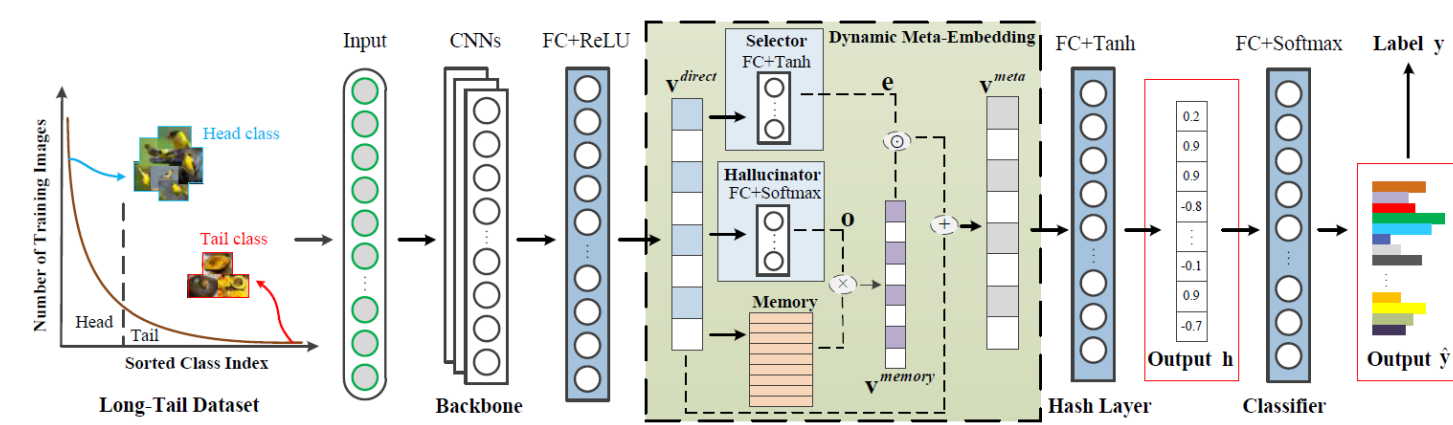 Number of Training Images
Head class
Tail class
Head
Tail
Sorted Class Index
Long-Tail Dataset
Input
CNNs
Backbone
FC+ReLU
Dynamic Meta-Embedding
v^direct
Selector
FC+Tanh
e
⊙
Hallucinator
FC+Softmax
o
×
Memory
v^memory
+
v^meta
FC+Tanh
Hash Layer
0.2
0.9
0.9
-0.8
⋮
-0.1
0.9
-0.7
Output h
FC+Softmax
Classifier
Label y
Output ŷ